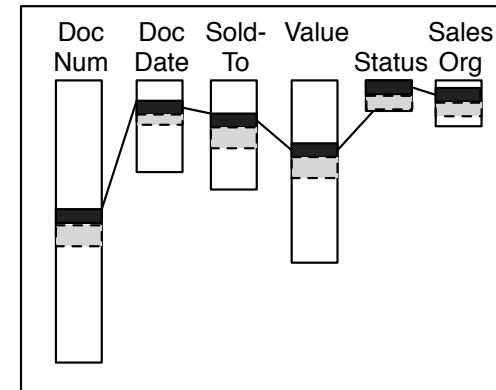 Doc Num
Doc Date
Sold-To
Value
Status
Sales Org